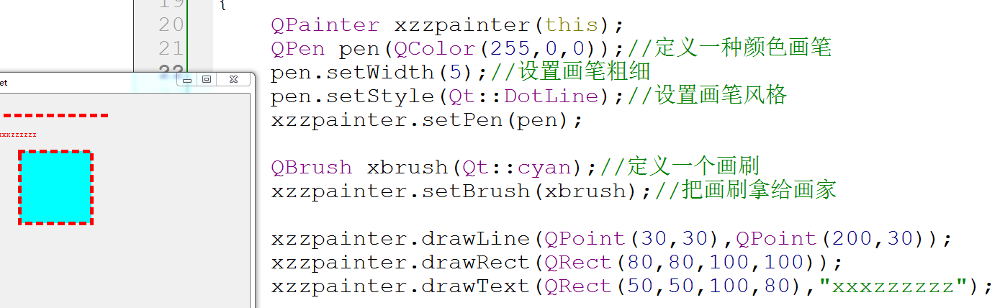 19
{
20
QPainter xzzpainter(this);
21
QPen pen(QColor(255,0,0));//定义一种颜色画笔
22
pen.setWidth(5);//设置画笔粗细
pen.setStyle(Qt::DotLine);//设置画笔风格
xzzpainter.setPen(pen);
QBrush xbrush(Qt::cyan);//定义一个画刷
xzzpainter.setBrush(xbrush);//把画刷拿给画家
xzzpainter.drawLine(QPoint(30,30),QPoint(200,30));
xzzpainter.drawRect(QRect(80,80,100,100));
xzzpainter.drawText(QRect(50,50,100,80),"xxxzzzzzz");
et
xxxzzzzzz